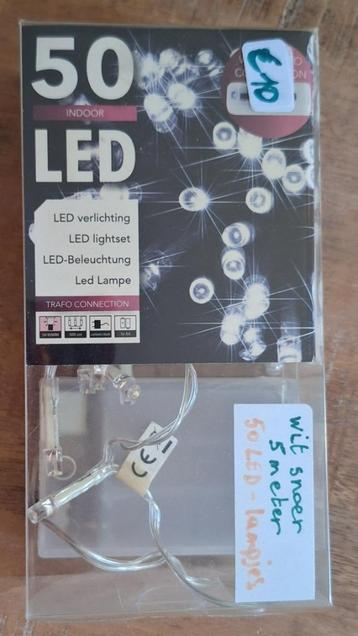 50
INDOOR
LED
€10
LED verlichting
LED lightset
LED-Beleuchtung
Led Lampe
TRAFO CONNECTION
CE
wit snoer
5 meter
50 LED-lampjes